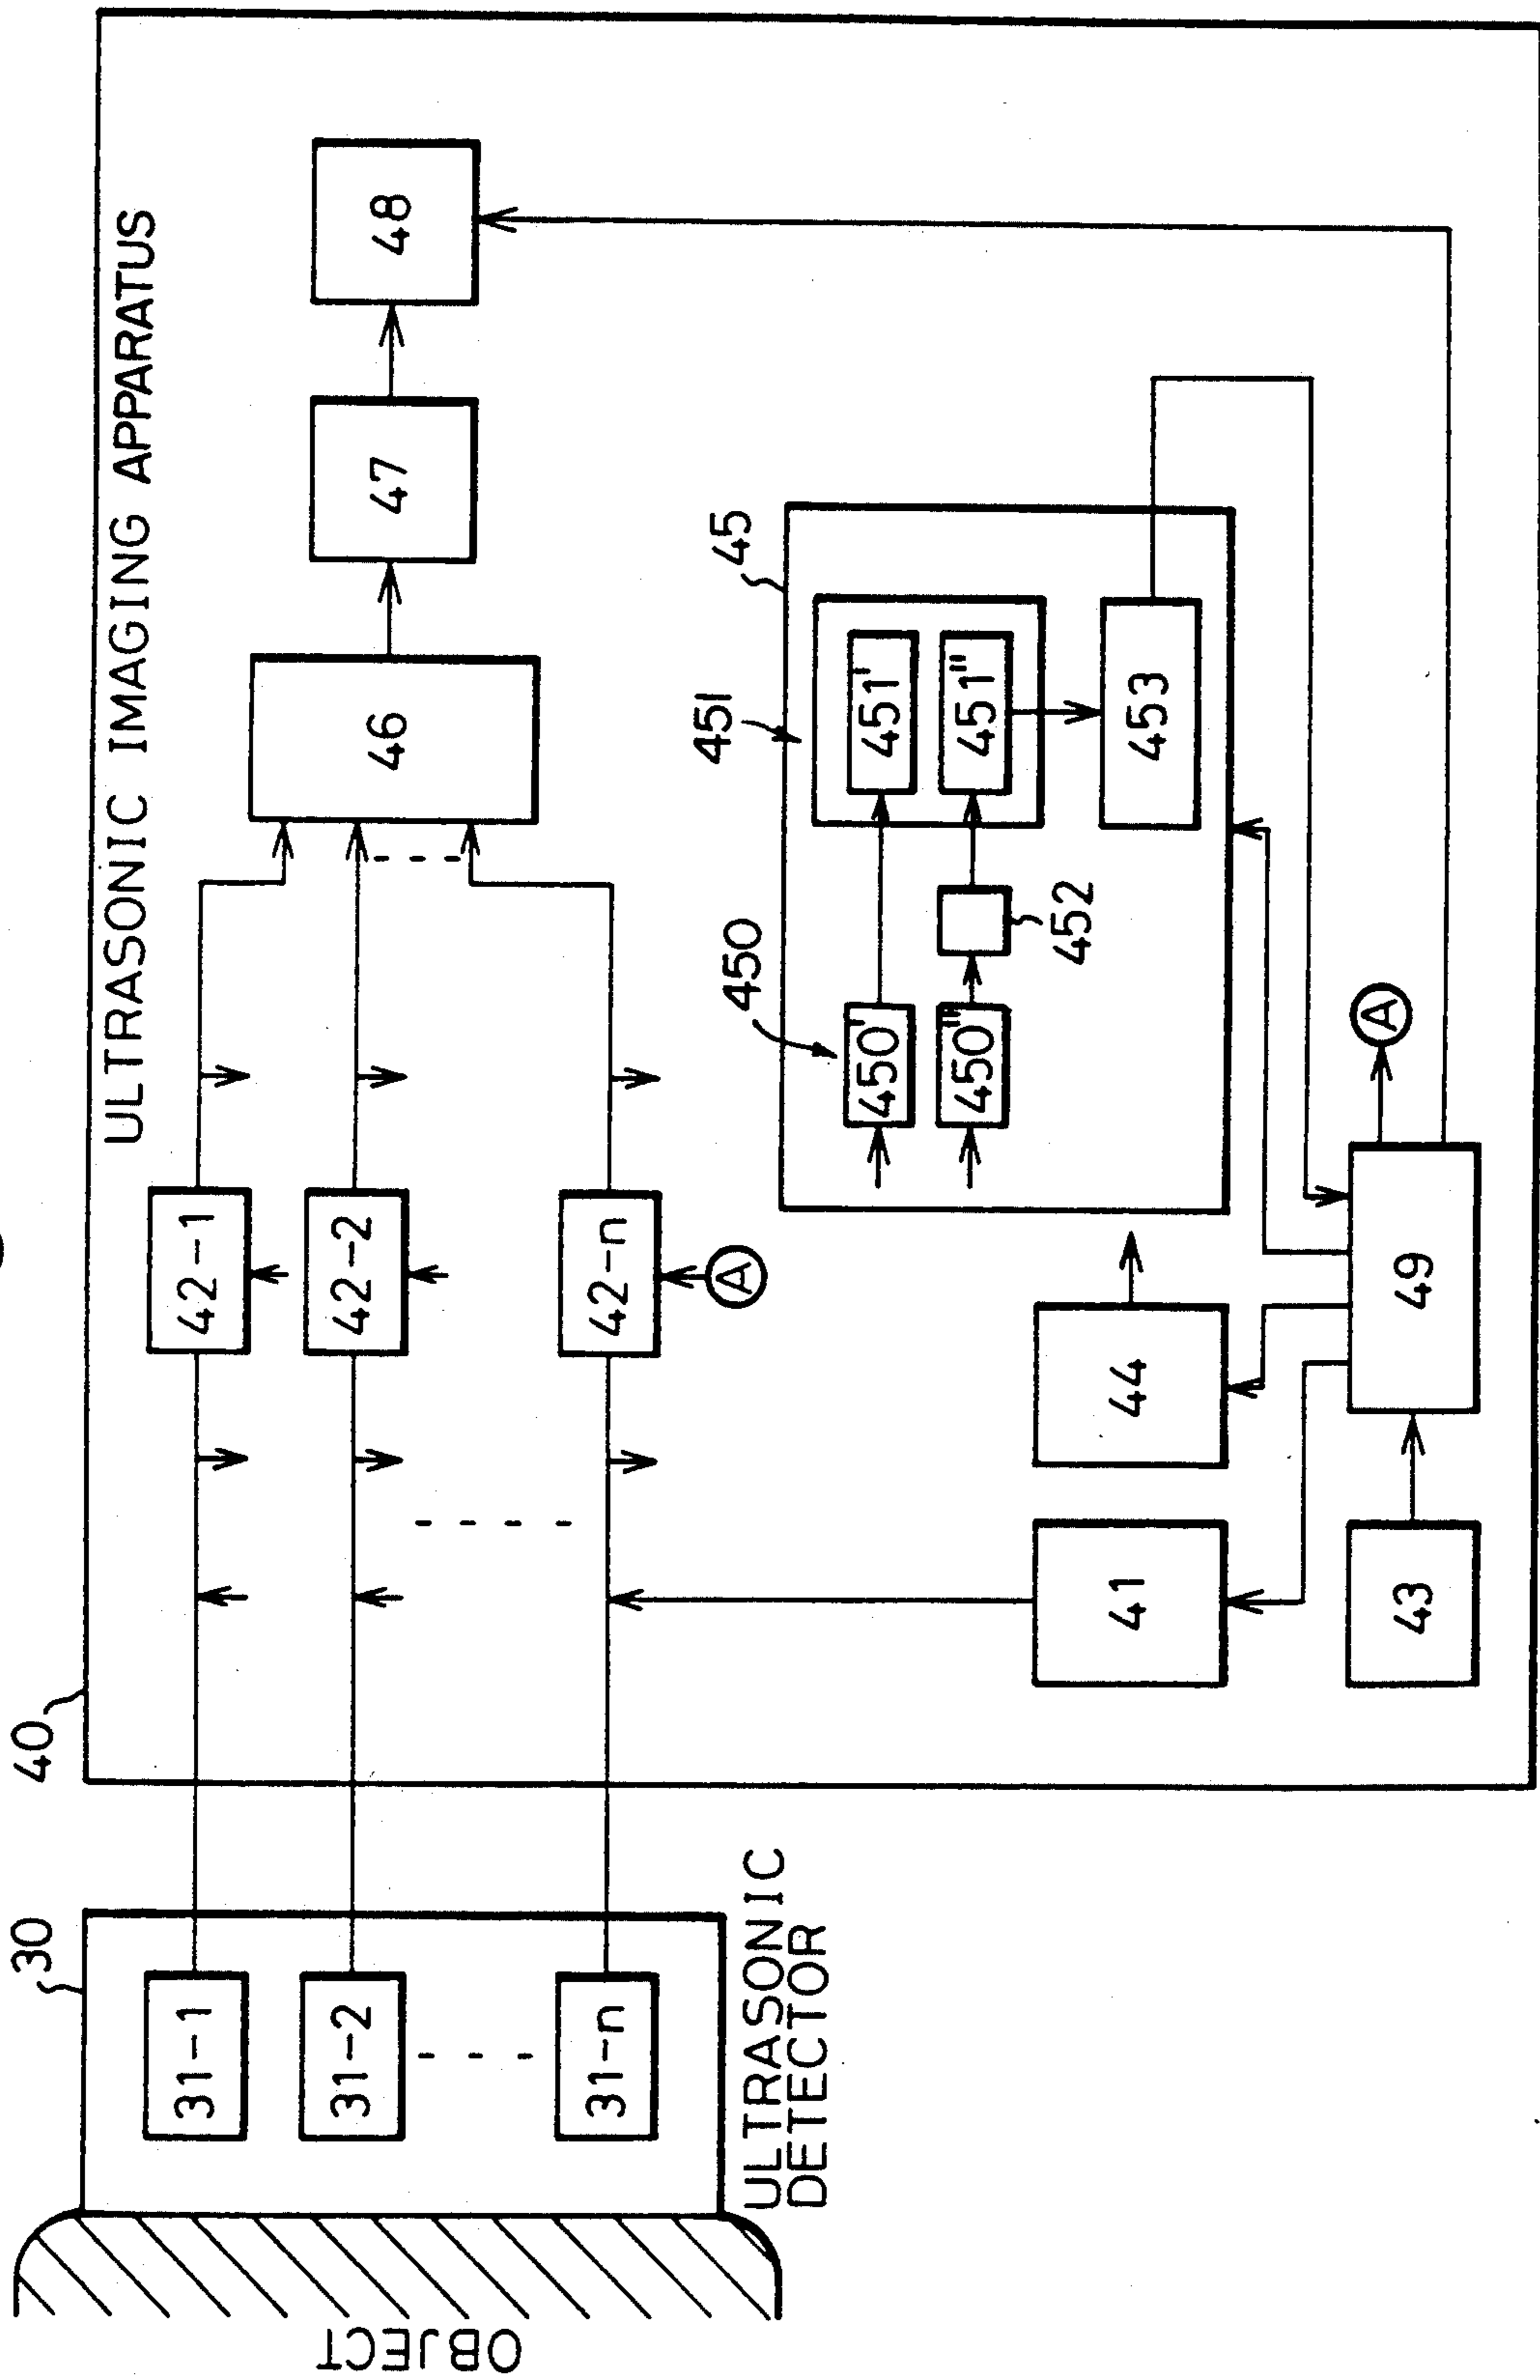 40
ULTRASONIC IMAGING APPARATUS
30
31-1
42-1
31-2
42-2
46
47
48
31-n
42-n
A
OBJECT
ULTRASONIC
DETECTOR
450
451
45
450'
451'
450"
451"
452
453
41
44
43
49
A